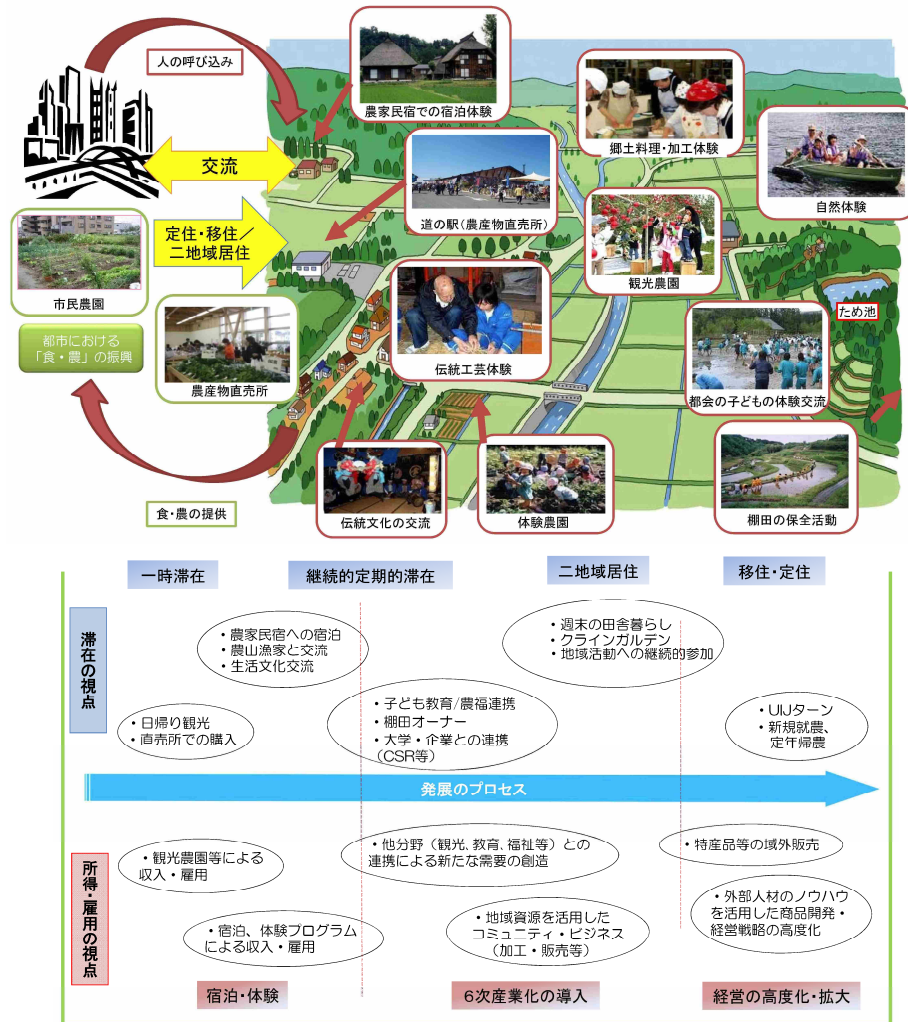 人の呼び込み
農家民宿での宿泊体験
郷土料理・加工体験
交流
道の駅（農産物直売所）
自然体験
定住・移住／
二地域居住
観光農園
市民農園
ため池
都市における
「食・農」の振興
伝統工芸体験
農産物直売所
都会の子どもの体験交流
食・農の提供
伝統文化の交流
体験農園
棚田の保全活動
一時滞在
継続的定期的滞在
二地域居住
移住・定住
滞在の視点
・農家民宿への宿泊
・農山漁家と交流
・生活文化交流
・週末の田舎暮らし
・クラインガルデン
・地域活動への継続的参加
・日帰り観光
・直売所での購入
・子ども教育/農福連携
・棚田オーナー
・大学・企業との連携
（CSR等）
・UIJターン
・新規就農、
定年帰農
発展のプロセス
所得・雇用の視点
・観光農園等による
収入・雇用
・他分野（観光、教育、福祉等）との
連携による新たな需要の創造
・特産品等の域外販売
・宿泊、体験プログラム
による収入・雇用
・地域資源を活用した
コミュニティ・ビジネス
（加工・販売等）
・外部人材のノウハウ
を活用した商品開発・
経営戦略の高度化
宿泊・体験
6次産業化の導入
経営の高度化・拡大